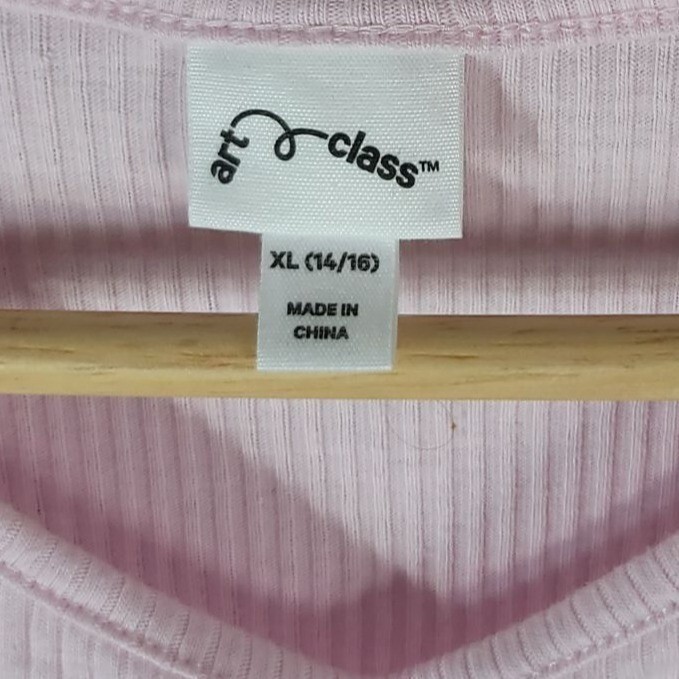 art class™
XL (14/16)
MADE IN
CHINA